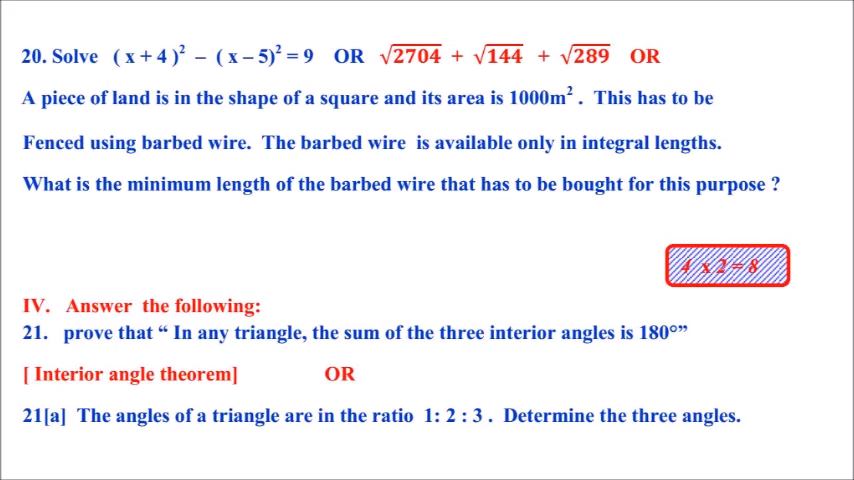 20. Solve ( x + 4 )² – ( x – 5)² = 9 OR √2704 + √144 + √289 OR
A piece of land is in the shape of a square and its area is 1000m² . This has to be
Fenced using barbed wire. The barbed wire is available only in integral lengths.
What is the minimum length of the barbed wire that has to be bought for this purpose ?
4 x 2 = 8
IV. Answer the following:
21. prove that “ In any triangle, the sum of the three interior angles is 180°”
[ Interior angle theorem] OR
21[a] The angles of a triangle are in the ratio 1: 2 : 3 . Determine the three angles.